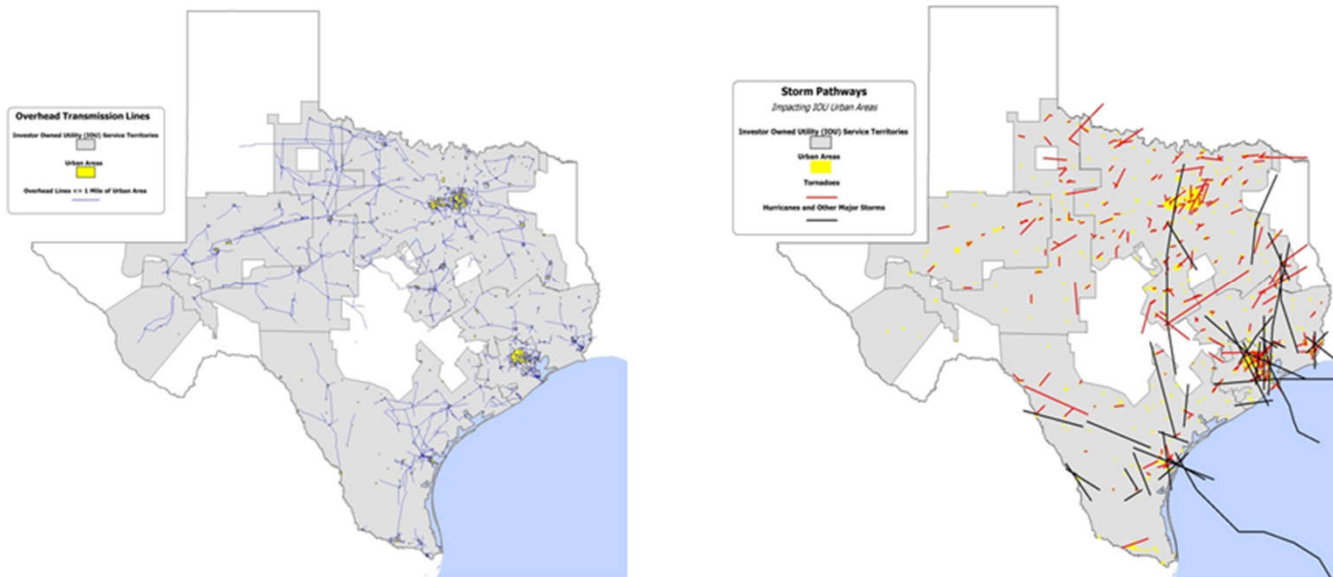 Overhead Transmission Lines
Investor Owned Utility (IOU) Service Territories
Urban Areas
Overhead Lines <= 1 Mile of Urban Area
Storm Pathways
Impacting IOU Urban Areas
Investor Owned Utility (IOU) Service Territories
Urban Areas
Tornadoes
Hurricanes and Other Major Storms